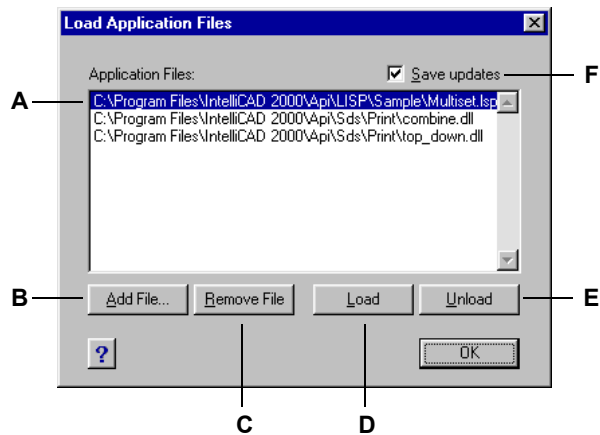 Load Application Files
Application Files:
Save updates
F
A
C:\Program Files\IntelliCAD 2000\Api\LISP\Sample\Multiset.lsp
C:\Program Files\IntelliCAD 2000\Api\Sds\Print\combine.dll
C:\Program Files\IntelliCAD 2000\Api\Sds\Print\top_down.dll
B
Add File...
Remove File
Load
Unload
E
?
OK
C
D